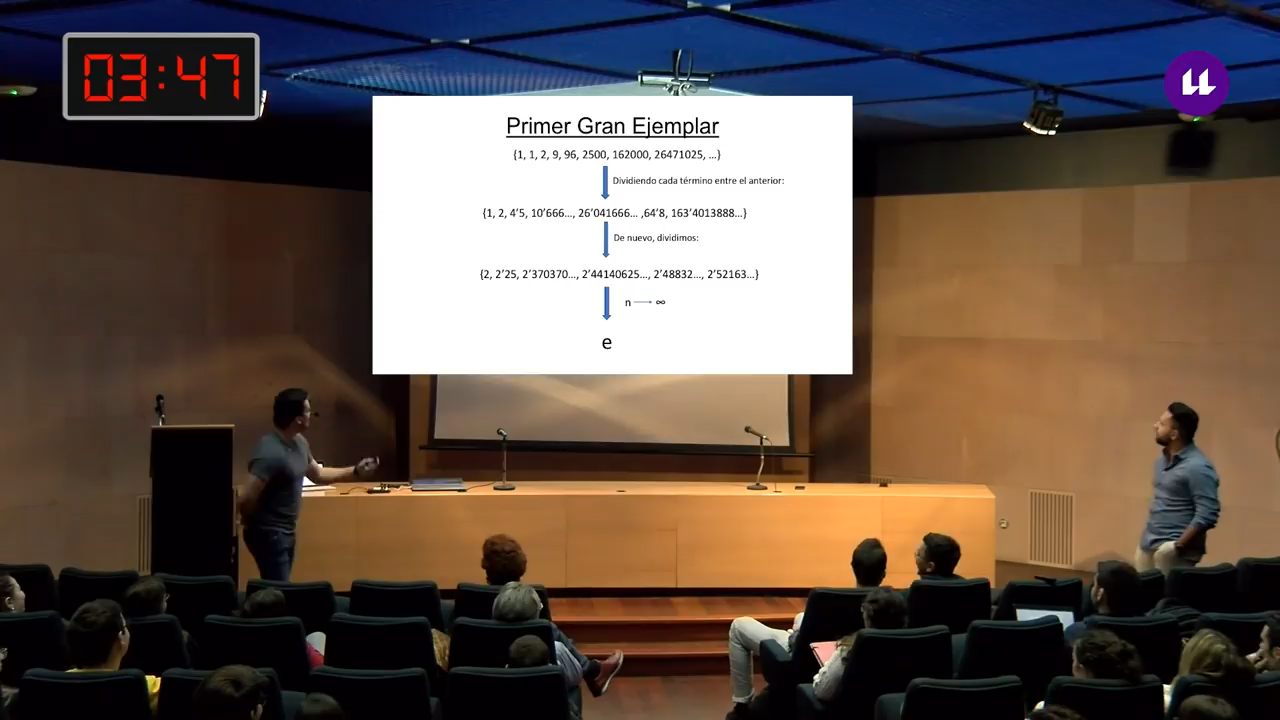 03:47
Primer Gran Ejemplar
{1, 1, 2, 9, 96, 2500, 162000, 26471025, …}
Dividiendo cada término entre el anterior:
{1, 2, 4’5, 10’666…, 26’041666… ,64’8, 163’4013888…}
De nuevo, dividimos:
{2, 2’25, 2’370370…, 2’44140625…, 2’48832…, 2’52163…}
n → ∞
e